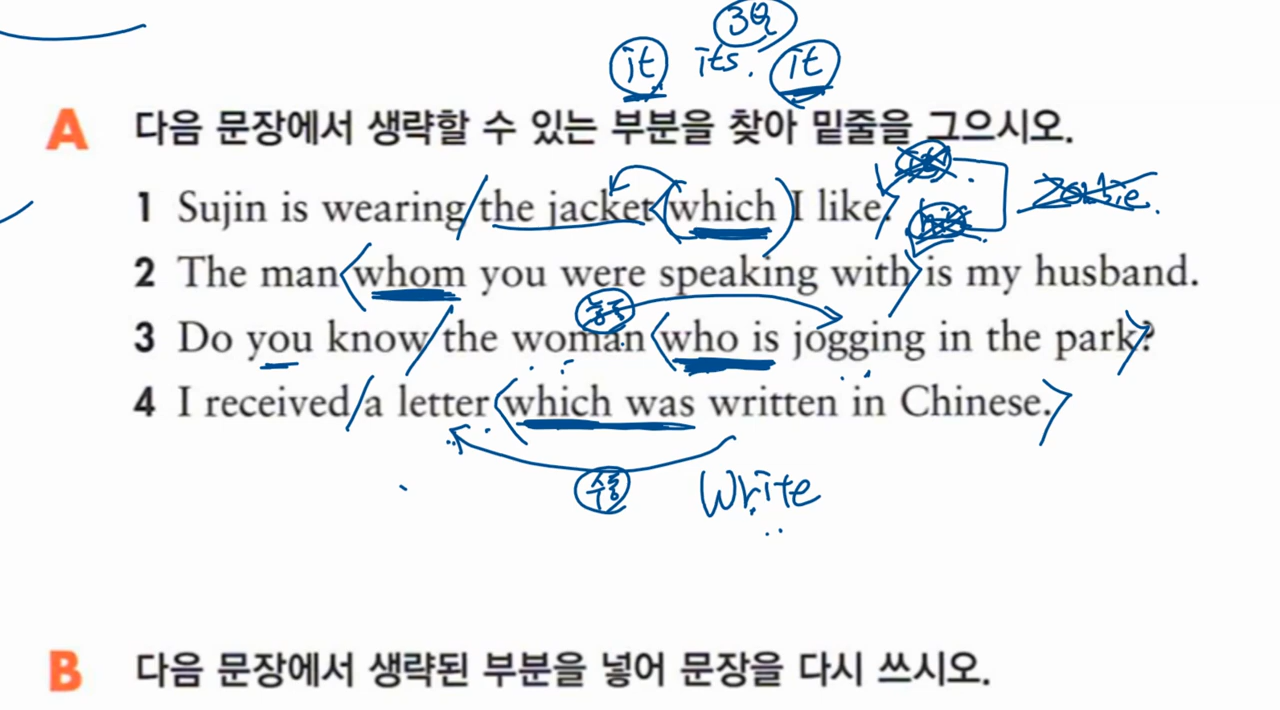 3형
it its. it
A 다음 문장에서 생략할 수 있는 부분을 찾아 밑줄을 그으시오.
1 Sujin is wearing the jacket which I like.
Zombie.
2 The man whom you were speaking with is my husband.
능동
3 Do you know the woman who is jogging in the park?
4 I received a letter which was written in Chinese.
수동 Write
B 다음 문장에서 생략된 부분을 넣어 문장을 다시 쓰시오.